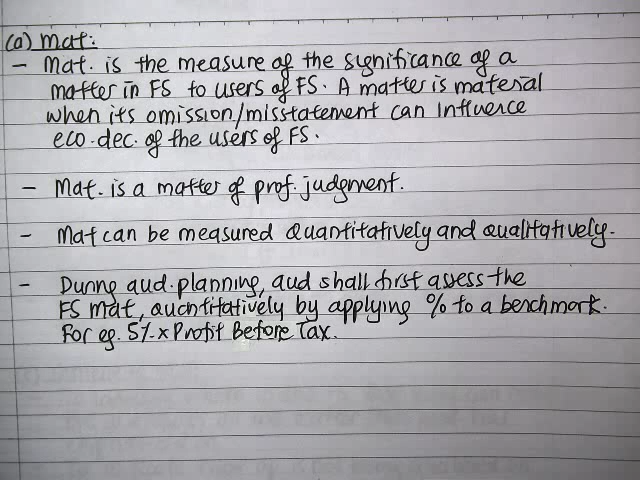 (a) Mat:
- Mat. is the measure of the significance of a
matter in FS to users of FS. A matter is material
when its omission/misstatement can influence
eco.dec. of the users of FS.
- Mat. is a matter of prof. judgment.
- Mat can be measured quantitatively and qualitatively.
- During aud. planning, aud shall first assess the
FS mat, quantitatively by applying % to a benchmark.
For eg. 5% x Profit Before Tax.